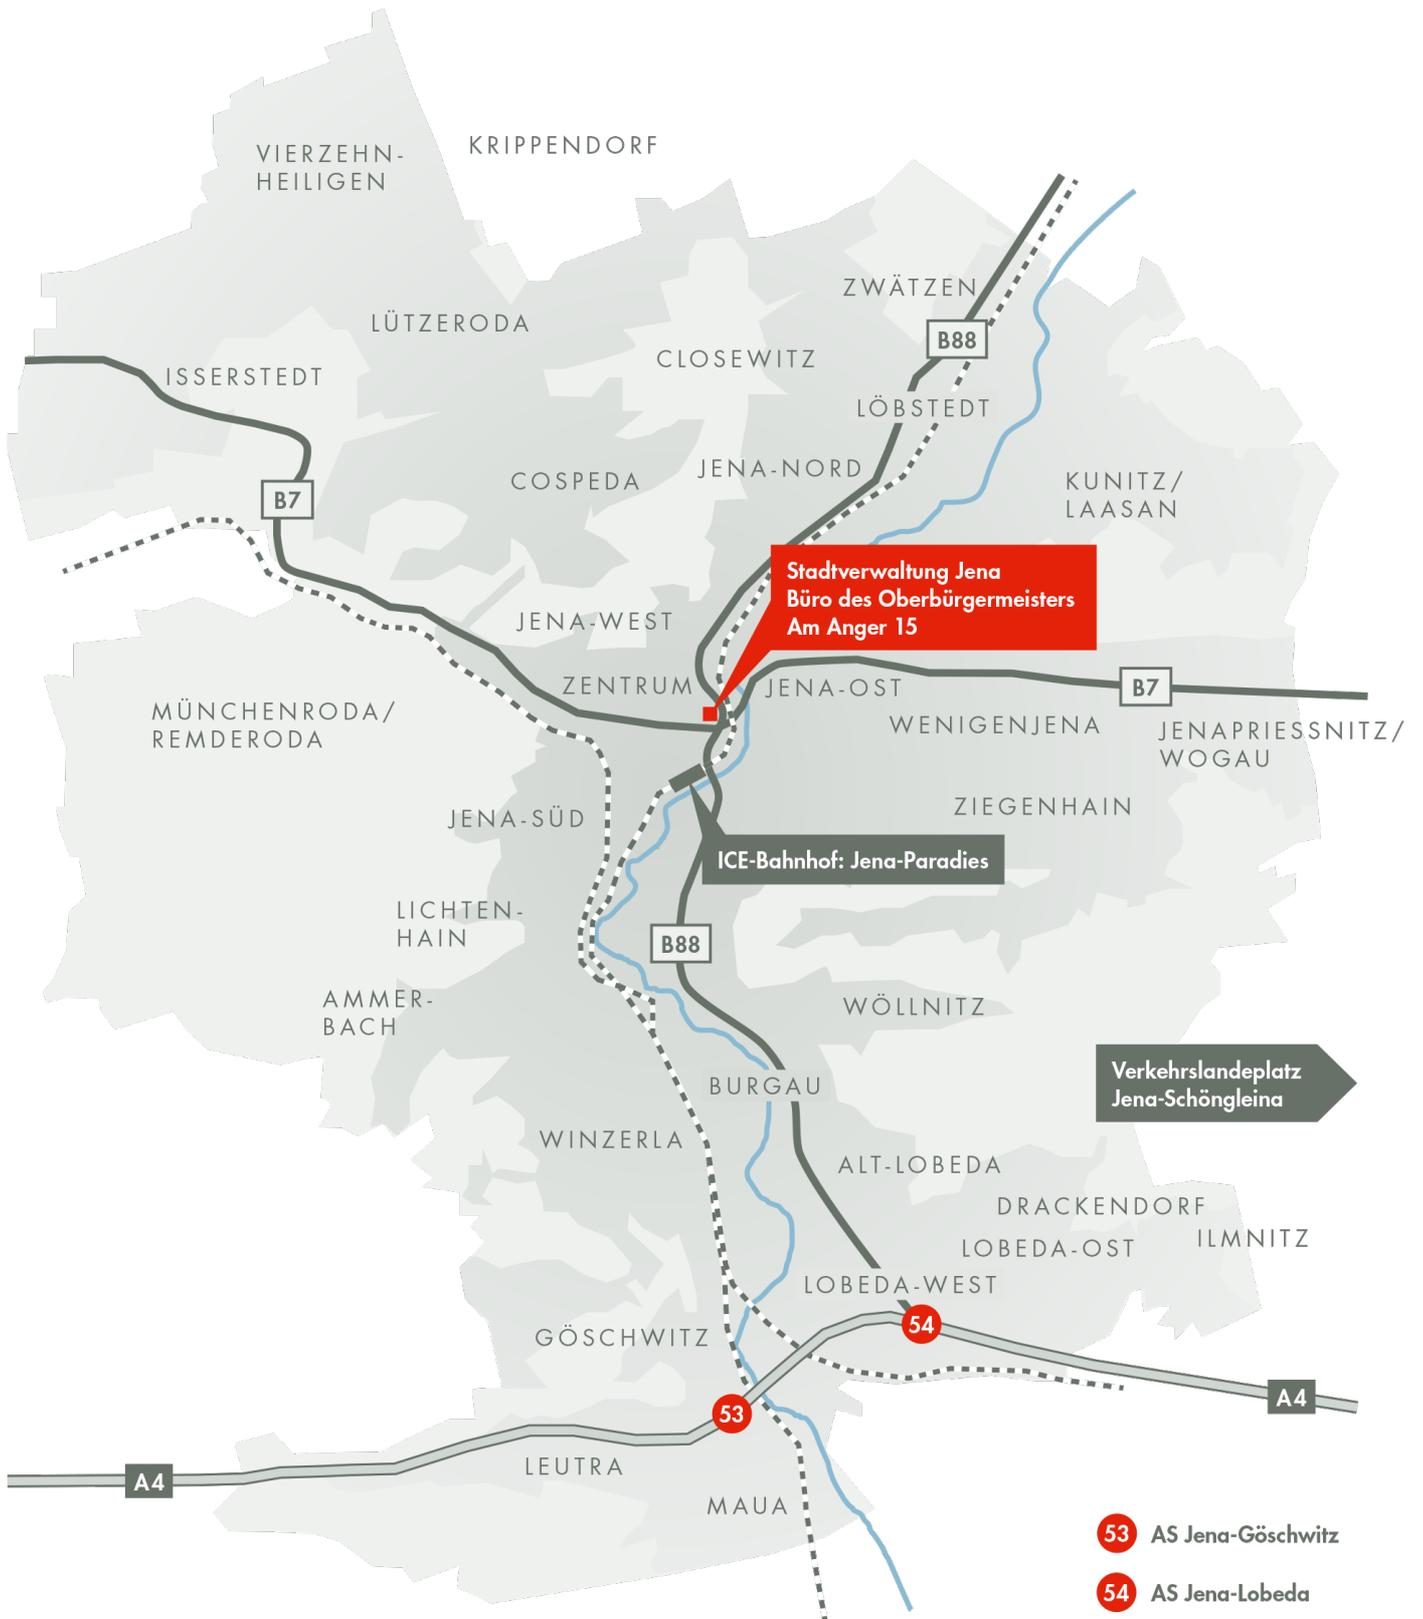 VIERZEHN-
HEILIGEN
KRIPPENDORF
ZWÄTZEN
LÜTZERODA
B88
CLOSEWITZ
ISSERSTEDT
LÖBSTEDT
JENA-NORD
COSPEDA
KUNITZ/
LAASAN
B7
Stadtverwaltung Jena
Büro des Oberbürgermeisters
Am Anger 15
JENA-WEST
ZENTRUM
JENA-OST
B7
MÜNCHENRODA/
REMDERODA
WENIGENJENA
JENAPRIESSNITZ/
WOGAU
ZIEGENHAIN
JENA-SÜD
ICE-Bahnhof: Jena-Paradies
LICHTEN-
HAIN
B88
AMMER-
BACH
WÖLLNITZ
Verkehrslandeplatz
Jena-Schöngleina
BURGAU
WINZERLA
ALT-LOBEDA
DRACKENDORF
ILMNITZ
LOBEDA-OST
LOBEDA-WEST
54
GÖSCHWITZ
A4
53
LEUTRA
A4
MAUA
53 AS Jena-Göschwitz
54 AS Jena-Lobeda